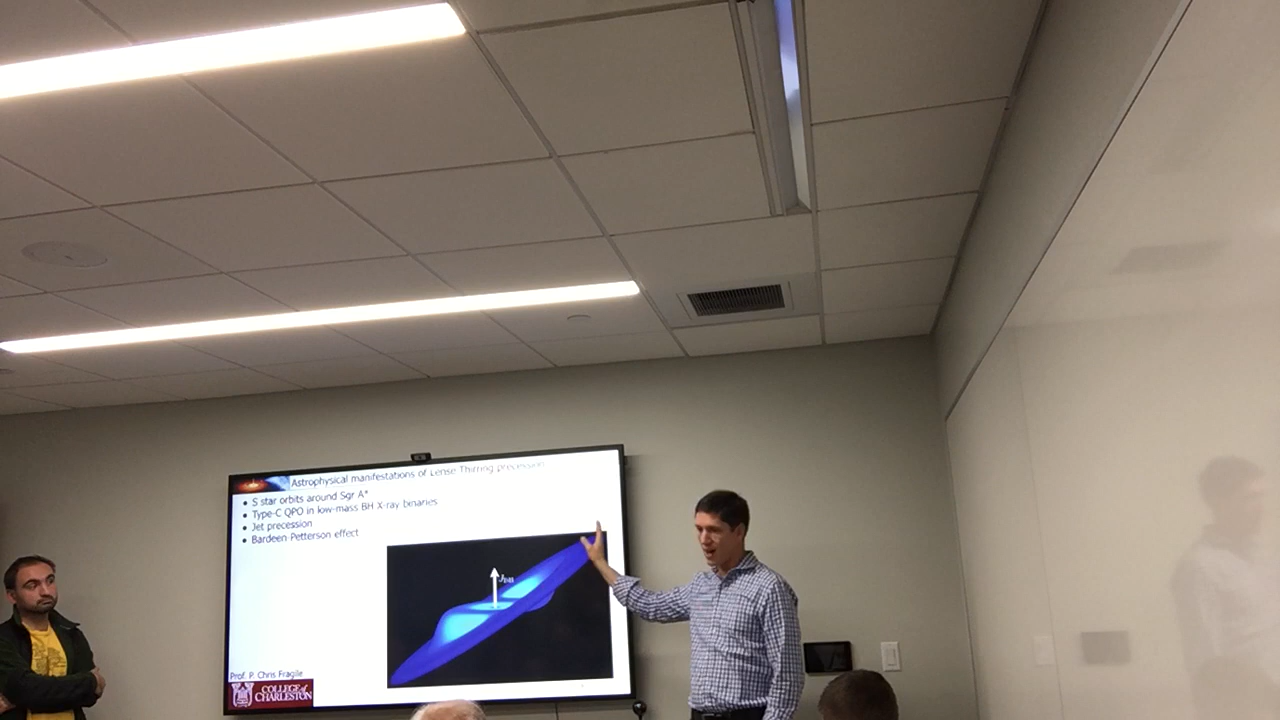 Astrophysical manifestations of Lense Thirring precession
• S star orbits around Sgr A*
• Type-C QPO in low-mass BH X-ray binaries
• Jet precession
• Bardeen-Petterson effect
J_BH
Prof. P. Chris Fragile
COLLEGE of
CHARLESTON